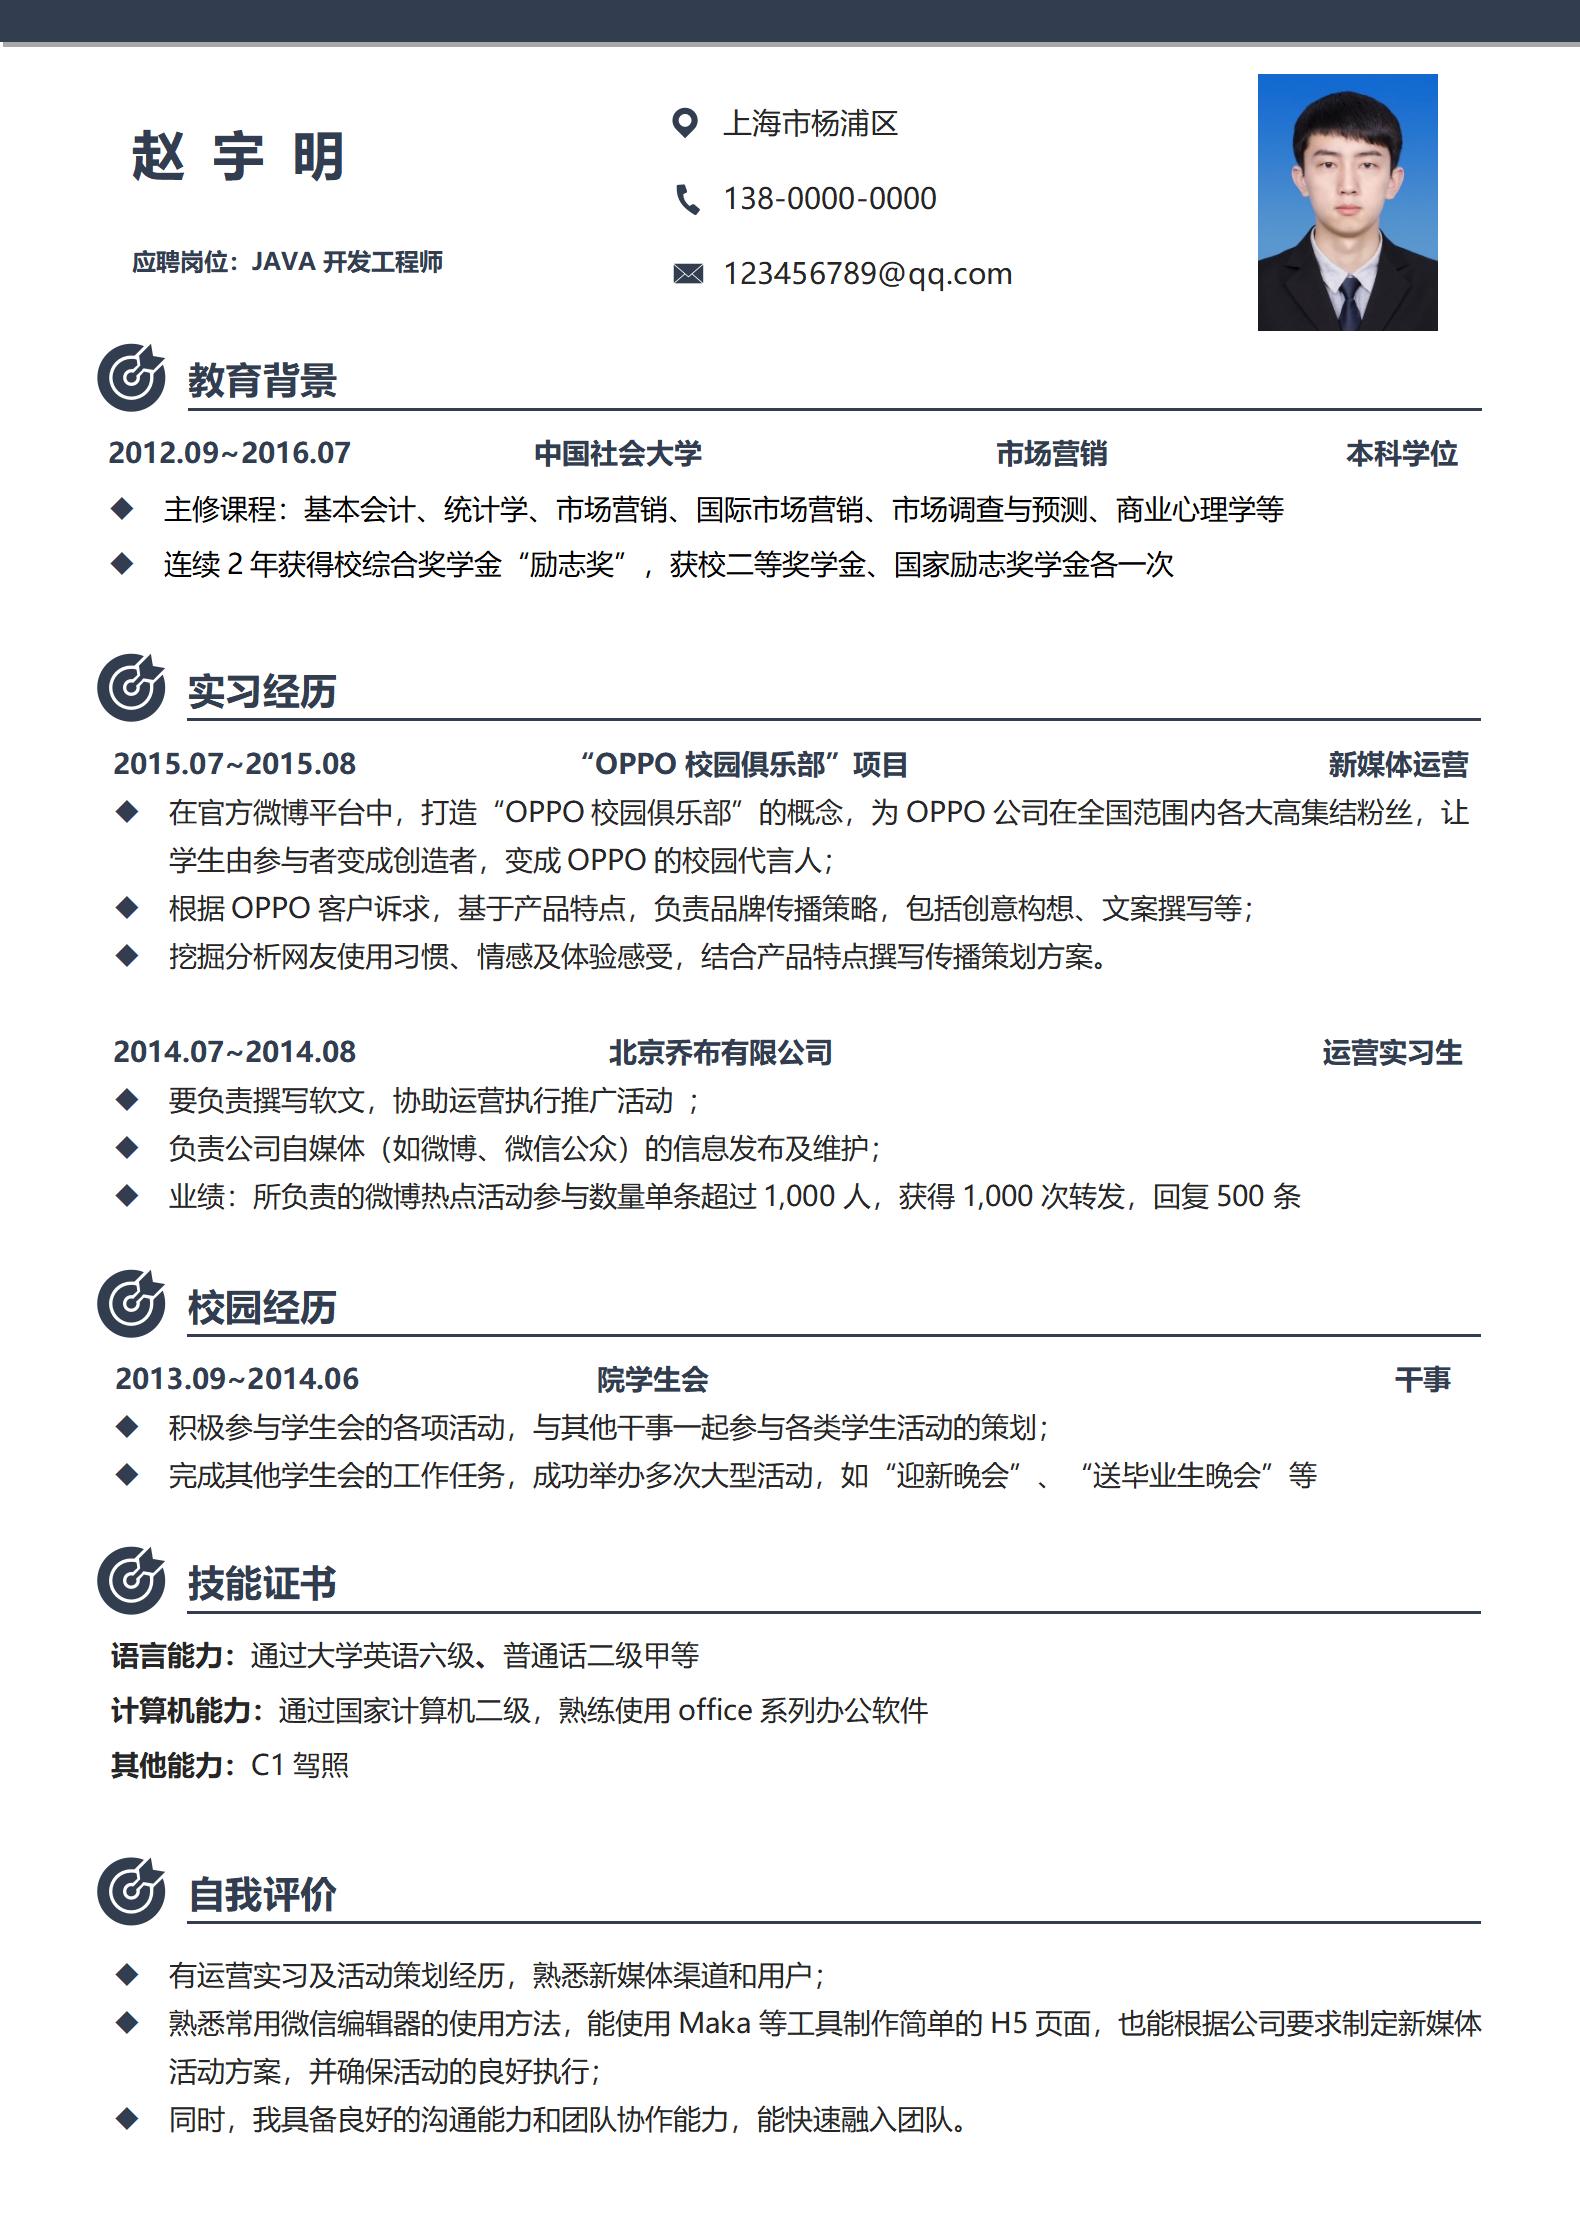 赵 宇 明
应聘岗位：JAVA 开发工程师
上海市杨浦区
138-0000-0000
123456789@qq.com
教育背景
2012.09~2016.07 中国社会大学 市场营销 本科学位
◆ 主修课程：基本会计、统计学、市场营销、国际市场营销、市场调查与预测、商业心理学等
◆ 连续 2 年获得校综合奖学金“励志奖”，获校二等奖学金、国家励志奖学金各一次
实习经历
2015.07~2015.08 “OPPO 校园俱乐部”项目 新媒体运营
◆ 在官方微博平台中，打造“OPPO 校园俱乐部”的概念，为 OPPO 公司在全国范围内各大高集结粉丝，让
学生由参与者变成创造者，变成 OPPO 的校园代言人；
◆ 根据 OPPO 客户诉求，基于产品特点，负责品牌传播策略，包括创意构想、文案撰写等；
◆ 挖掘分析网友使用习惯、情感及体验感受，结合产品特点撰写传播策划方案。
2014.07~2014.08 北京乔布有限公司 运营实习生
◆ 要负责撰写软文，协助运营执行推广活动 ；
◆ 负责公司自媒体（如微博、微信公众）的信息发布及维护；
◆ 业绩：所负责的微博热点活动参与数量单条超过 1,000 人，获得 1,000 次转发，回复 500 条
校园经历
2013.09~2014.06 院学生会 干事
◆ 积极参与学生会的各项活动，与其他干事一起参与各类学生活动的策划；
◆ 完成其他学生会的工作任务，成功举办多次大型活动，如“迎新晚会”、“送毕业生晚会”等
技能证书
语言能力：通过大学英语六级、普通话二级甲等
计算机能力：通过国家计算机二级，熟练使用 office 系列办公软件
其他能力：C1 驾照
自我评价
◆ 有运营实习及活动策划经历，熟悉新媒体渠道和用户；
◆ 熟悉常用微信编辑器的使用方法，能使用 Maka 等工具制作简单的 H5 页面，也能根据公司要求制定新媒体
活动方案，并确保活动的良好执行；
◆ 同时，我具备良好的沟通能力和团队协作能力，能快速融入团队。